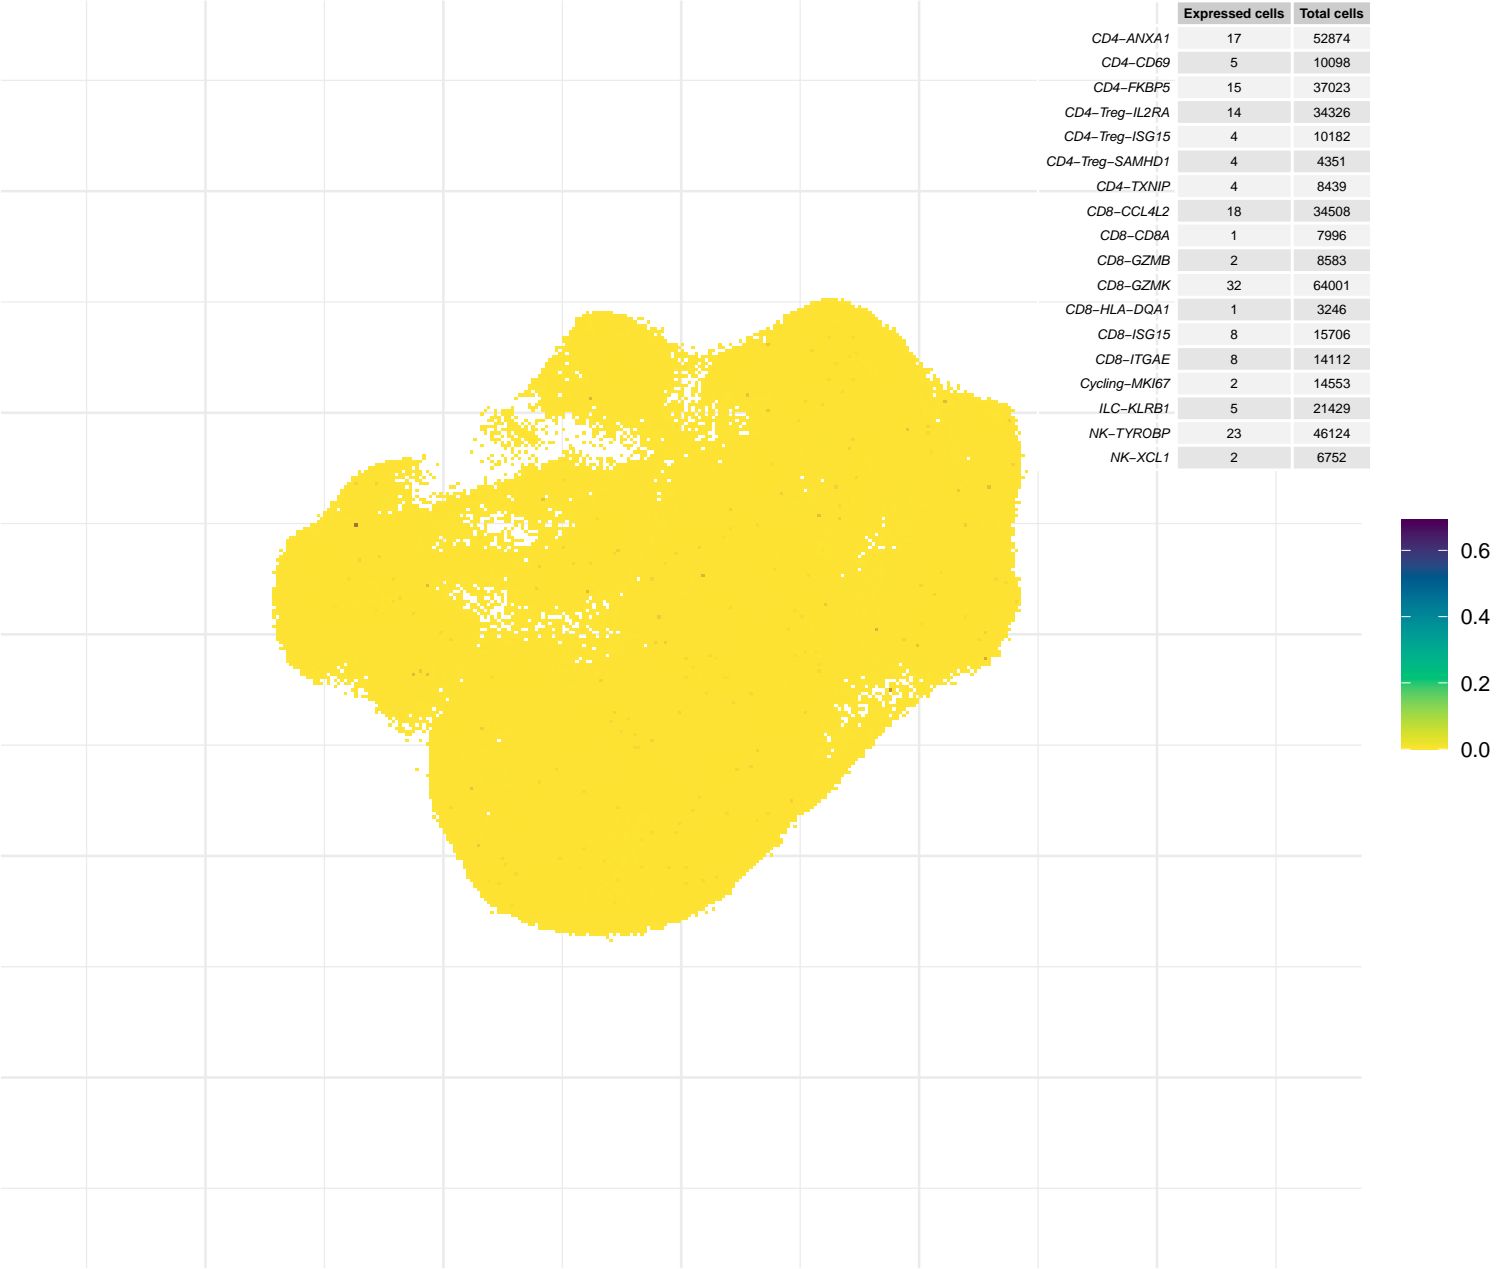 Expressed cells Total cells
CD4−ANXA1 17 52874
CD4−CD69 5 10098
CD4−FKBP5 15 37023
CD4−Treg−IL2RA 14 34326
CD4−Treg−ISG15 4 10182
CD4−Treg−SAMHD1 4 4351
CD4−TXNIP 4 8439
CD8−CCL4L2 18 34508
CD8−CD8A 1 7996
CD8−GZMB 2 8583
CD8−GZMK 32 64001
CD8−HLA−DQA1 1 3246
CD8−ISG15 8 15706
CD8−ITGAE 8 14112
Cycling−MKI67 2 14553
ILC−KLRB1 5 21429
NK−TYROBP 23 46124
NK−XCL1 2 6752
0.6
0.4
0.2
0.0